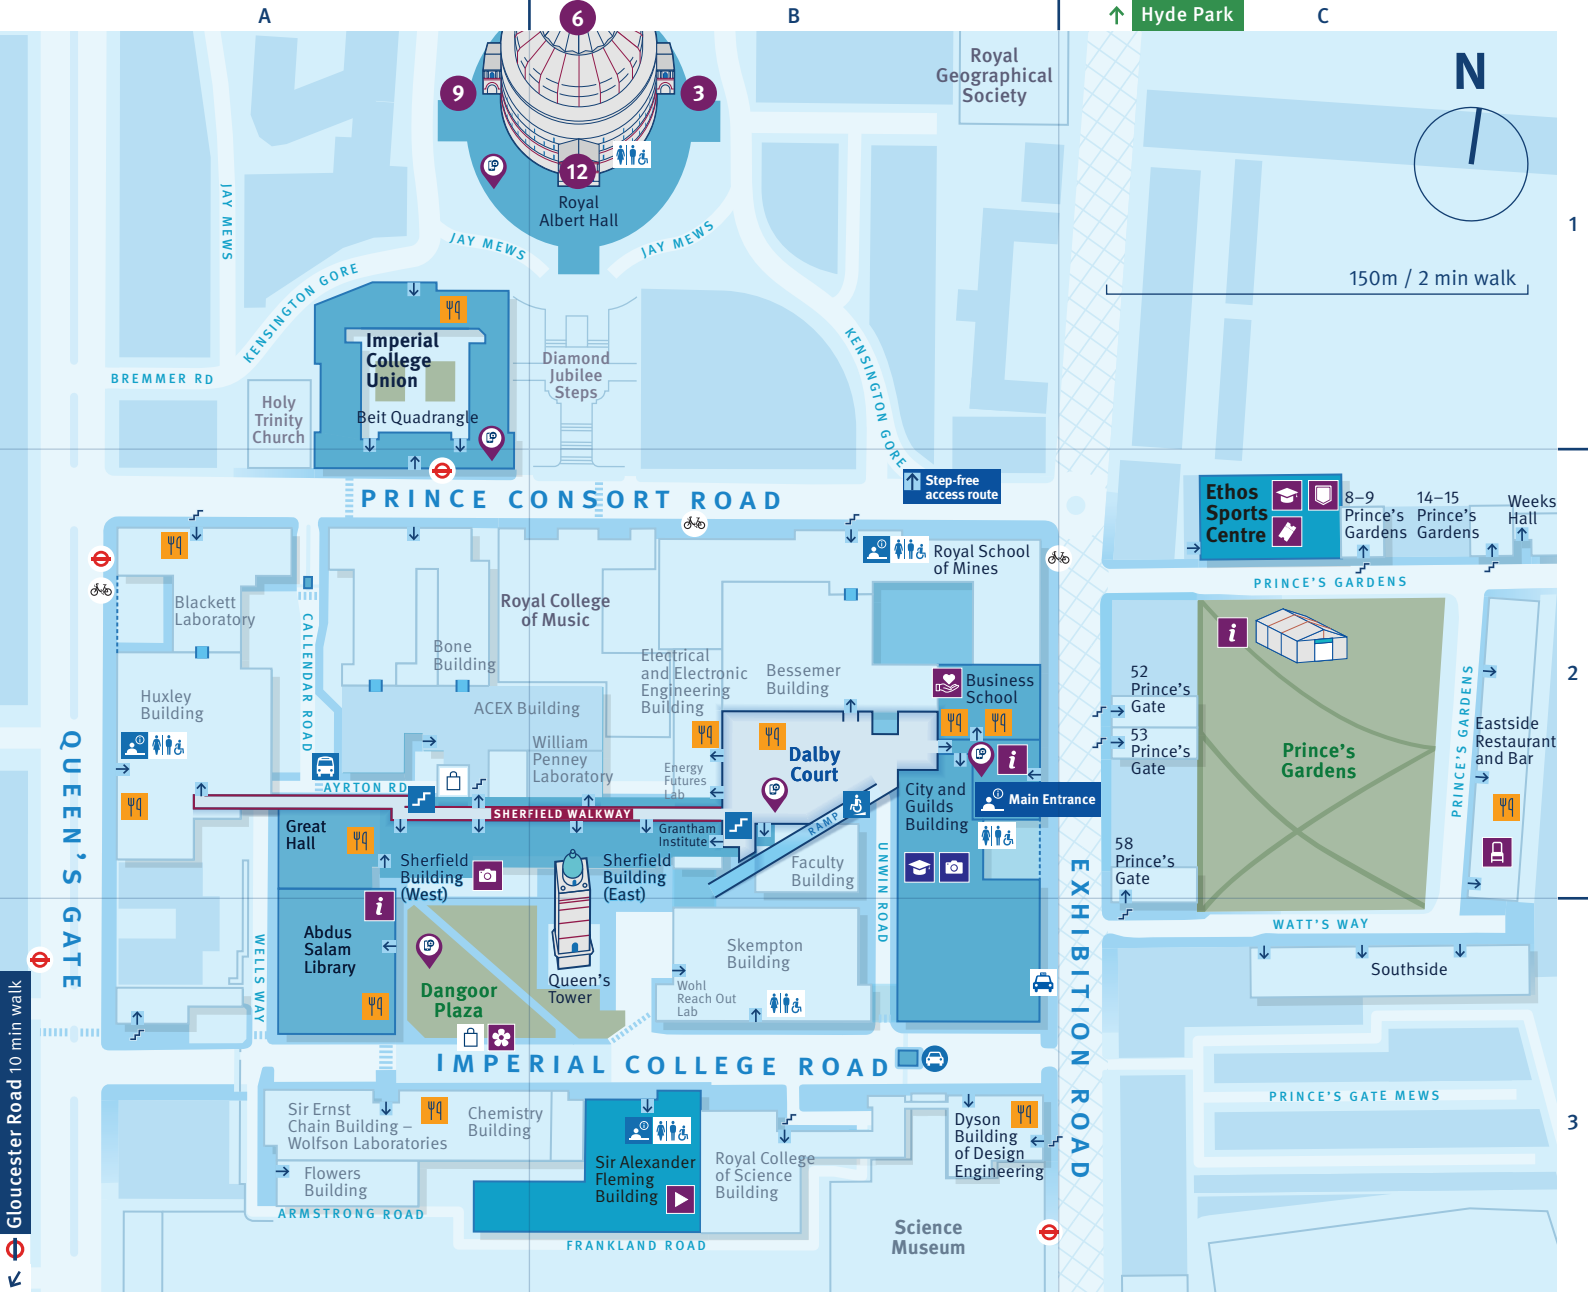 A
B
C
Hyde Park
6
9
3
12
Royal
Albert Hall
Royal
Geographical
Society
N
150m / 2 min walk
1
JAY MEWS
JAY MEWS
JAY MEWS
KENSINGTON GORE
KENSINGTON GORE
BREMMER RD
Imperial
College
Union
Beit Quadrangle
Holy
Trinity
Church
Diamond
Jubilee
Steps
Step-free
access route
PRINCE CONSORT ROAD
Ethos
Sports
Centre
8–9
Prince's
Gardens
14–15
Prince's
Gardens
Weeks
Hall
PRINCE'S GARDENS
Royal School
of Mines
Blackett
Laboratory
CALLENDAR ROAD
Royal College
of Music
Bone
Building
Electrical
and Electronic
Engineering
Building
Bessemer
Building
Business
School
52
Prince's
Gate
53
Prince's
Gate
Prince's
Gardens
PRINCE'S GARDENS
Eastside
Restaurant
and Bar
2
Huxley
Building
ACEX Building
William
Penney
Laboratory
Energy
Futures
Lab
Dalby
Court
QUEEN'S GATE
AYRTON RD
SHERFIELD WALKWAY
City and
Guilds
Building
Main Entrance
Great
Hall
Grantham
Institute
RAMP
Sherfield
Building
(West)
Sherfield
Building
(East)
Faculty
Building
UNWIN ROAD
58
Prince's
Gate
EXHIBITION ROAD
WATT'S WAY
Abdus
Salam
Library
WELLS WAY
Dangoor
Plaza
Queen's
Tower
Skempton
Building
Wohl
Reach Out
Lab
Southside
Gloucester Road 10 min walk
IMPERIAL COLLEGE ROAD
PRINCE'S GATE MEWS
3
Sir Ernst
Chain Building –
Wolfson Laboratories
Chemistry
Building
Flowers
Building
Sir Alexander
Fleming
Building
Royal College
of Science
Building
Dyson
Building
of Design
Engineering
ARMSTRONG ROAD
FRANKLAND ROAD
Science
Museum